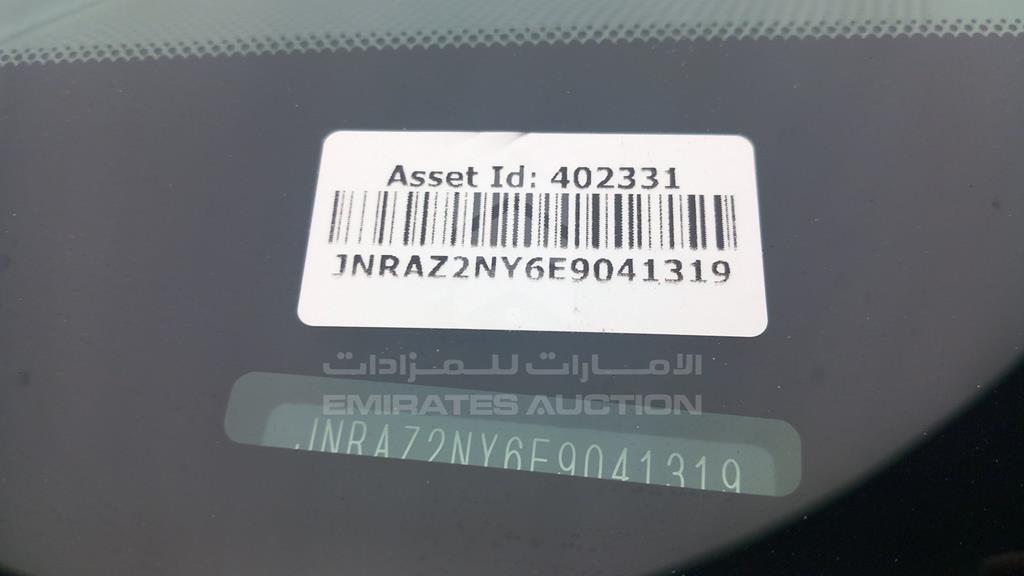 Asset Id: 402331
JNRAZ2NY6E9041319
الامارات للمزادات
EMIRATES AUCTION
JNRAZ2NY6E9041319